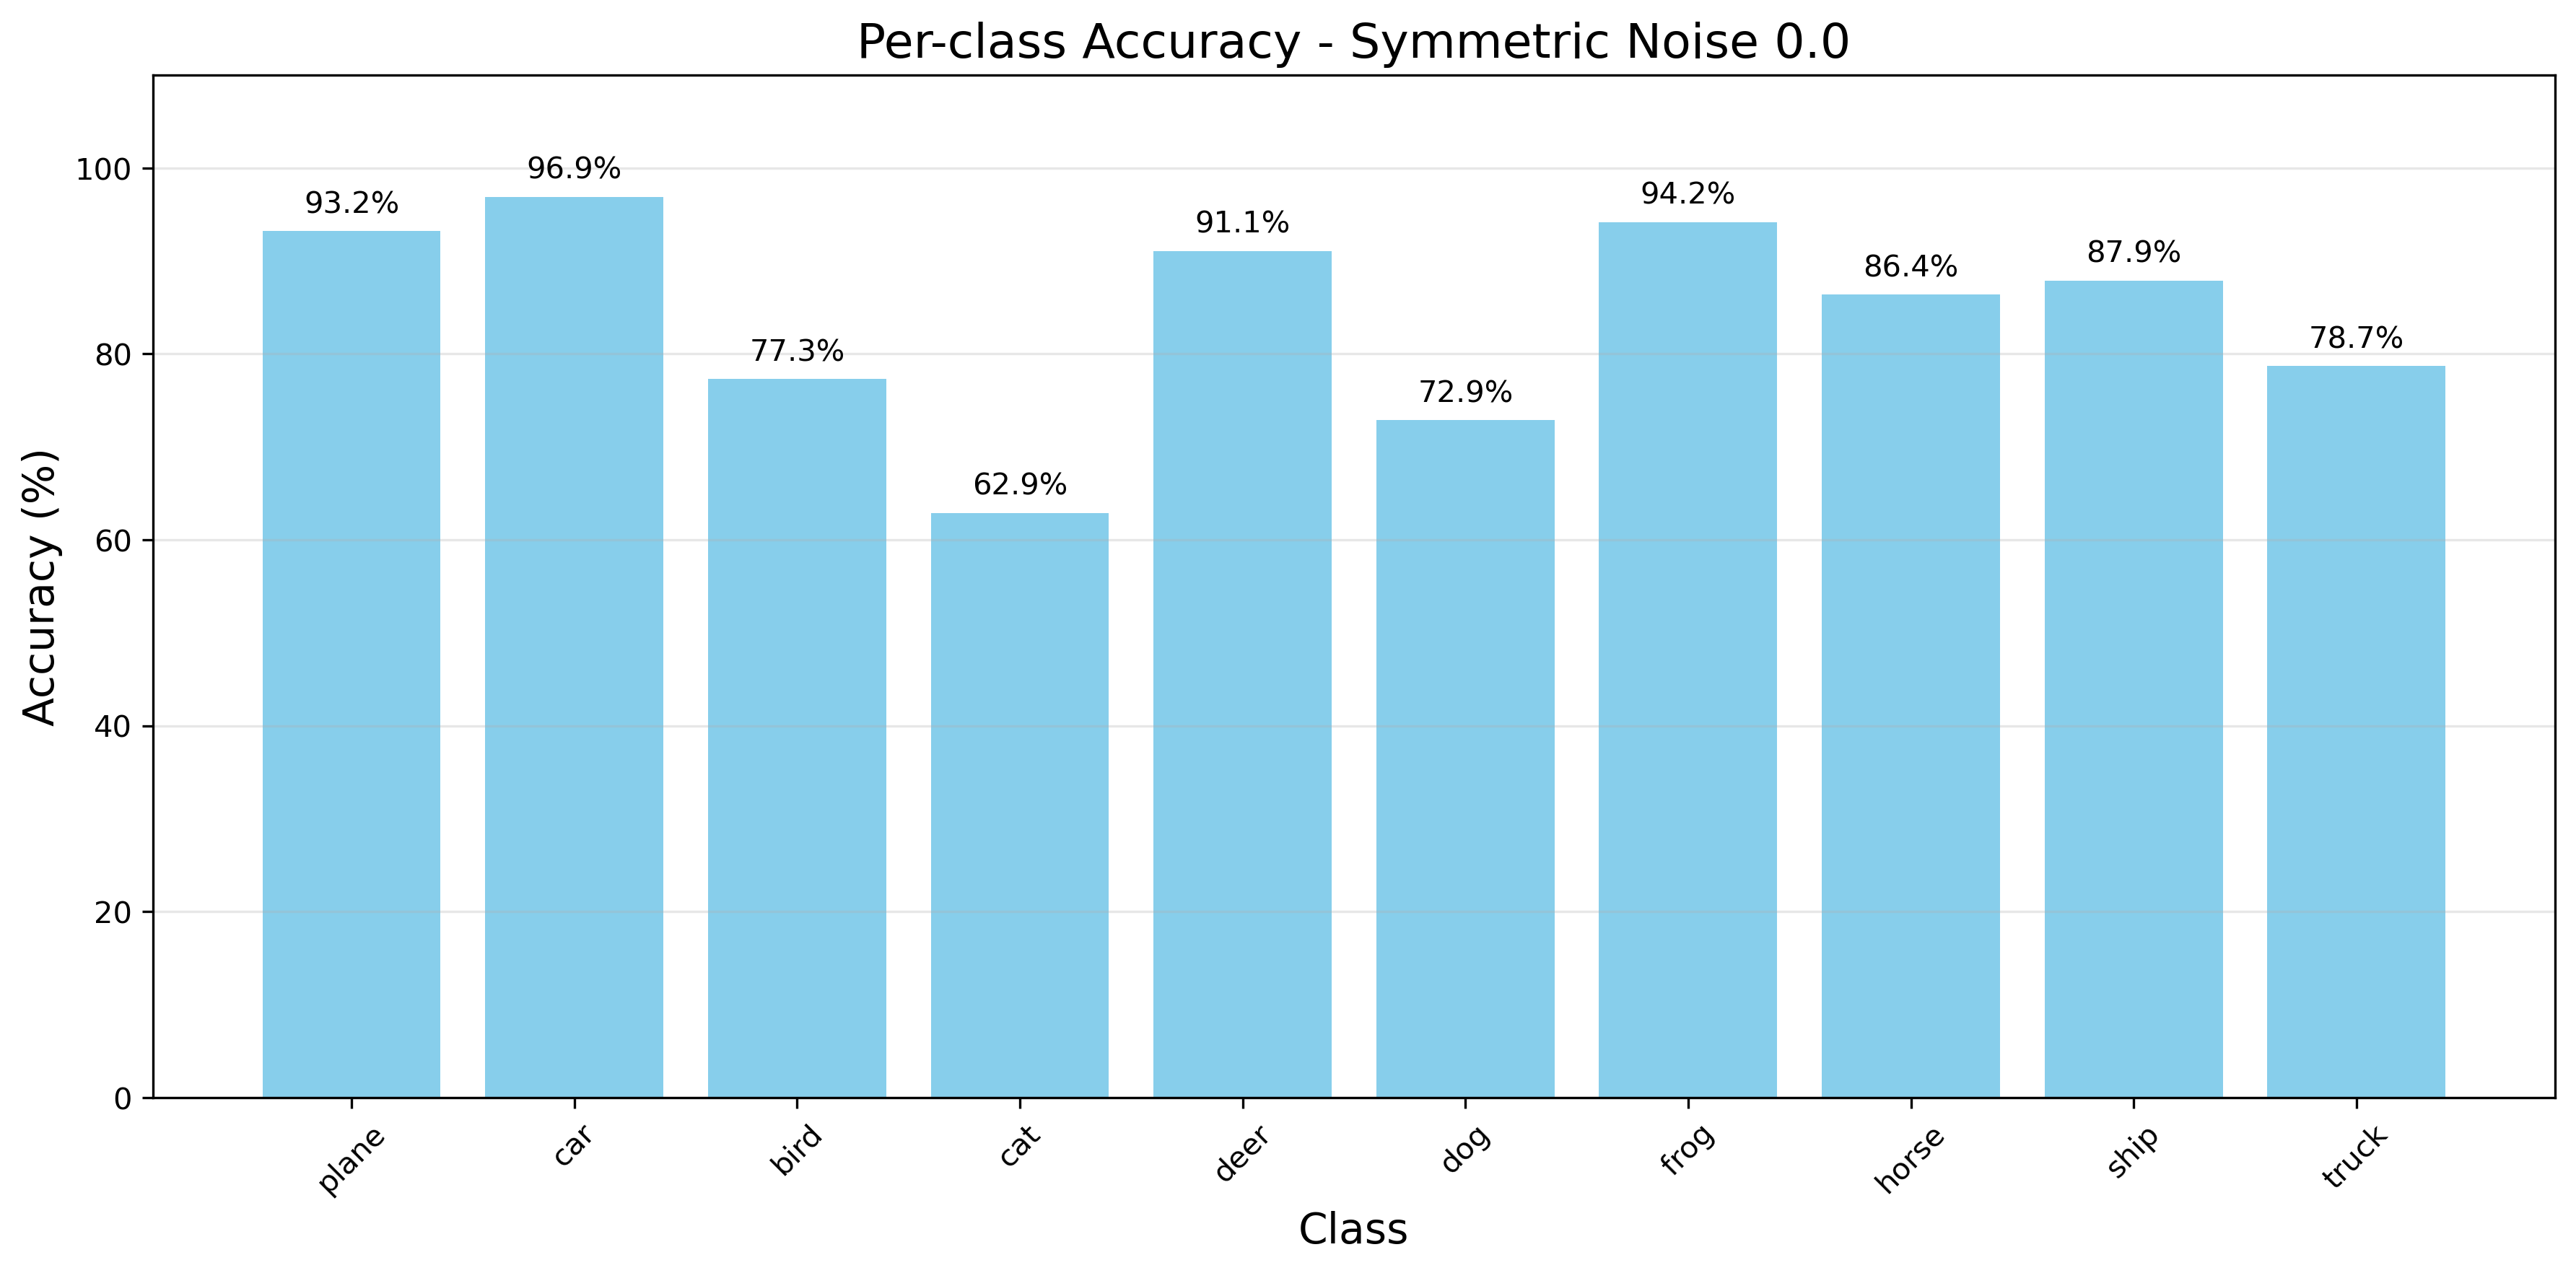 Per-class Accuracy - Symmetric Noise 0.0
Accuracy (%)
100
80
60
40
20
0
93.2%
96.9%
77.3%
62.9%
91.1%
72.9%
94.2%
86.4%
87.9%
78.7%
plane
car
bird
cat
deer
dog
frog
horse
ship
truck
Class